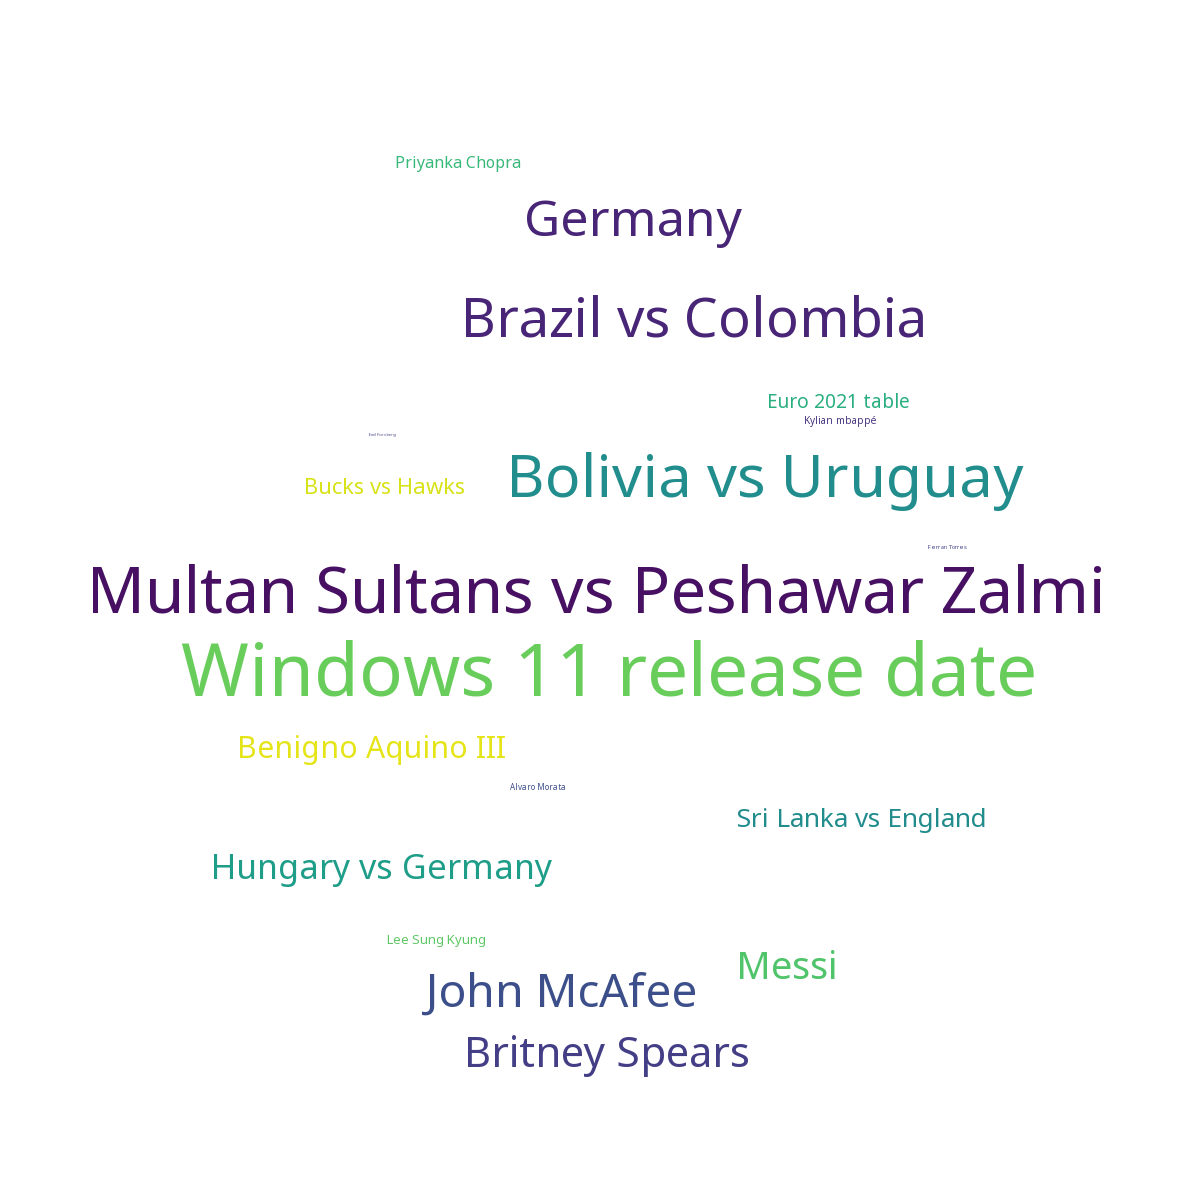 Priyanka Chopra
Germany
Brazil vs Colombia
Euro 2021 table
Kylian mbappé
Emil Forsberg
Bucks vs Hawks
Bolivia vs Uruguay
Ferran Torres
Multan Sultans vs Peshawar Zalmi
Windows 11 release date
Benigno Aquino III
Alvaro Morata
Sri Lanka vs England
Hungary vs Germany
Lee Sung Kyung
Messi
John McAfee
Britney Spears